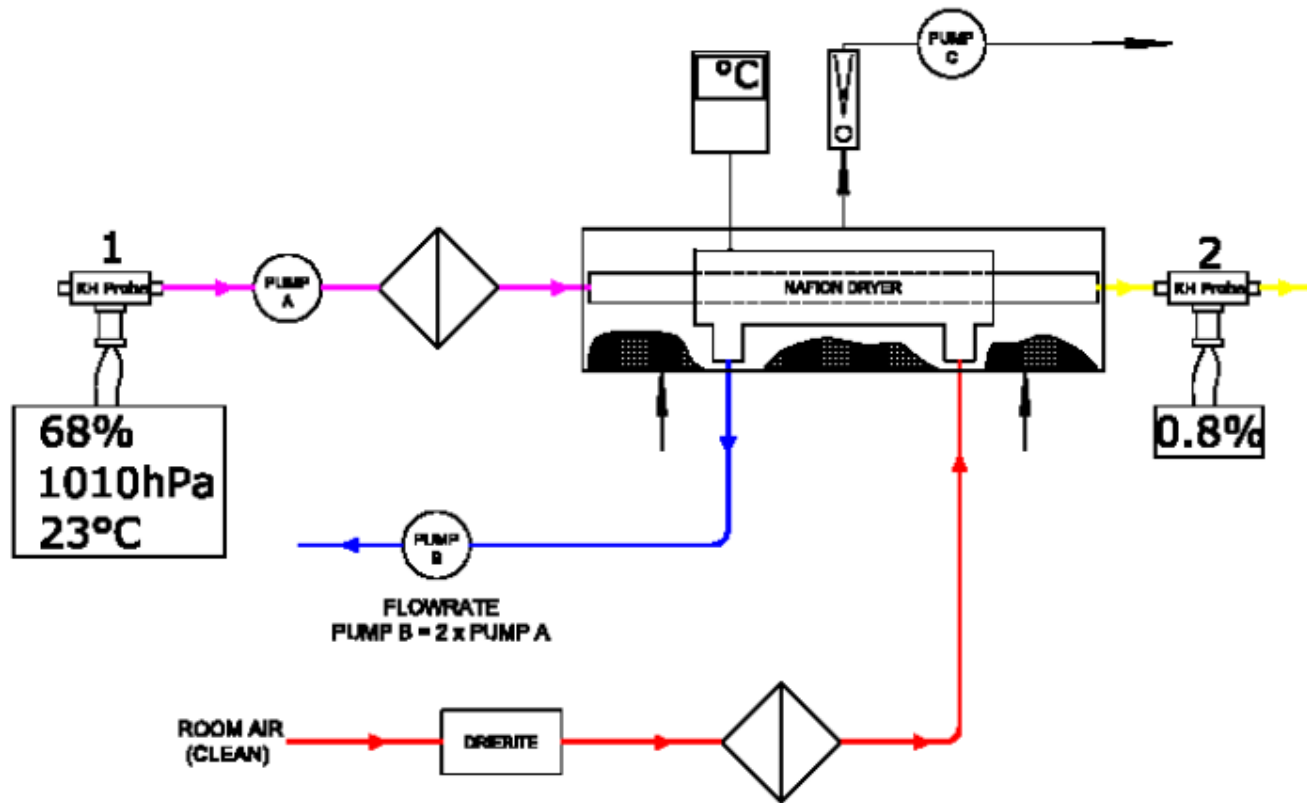 °C
PUMP
C
1
RH Probe
PUMP
A
NAFION DRYER
2
RH Probe
68%
1010hPa
23°C
0.8%
PUMP
B
FLOWRATE
PUMP B = 2 x PUMP A
ROOM AIR
(CLEAN)
DRIERITE